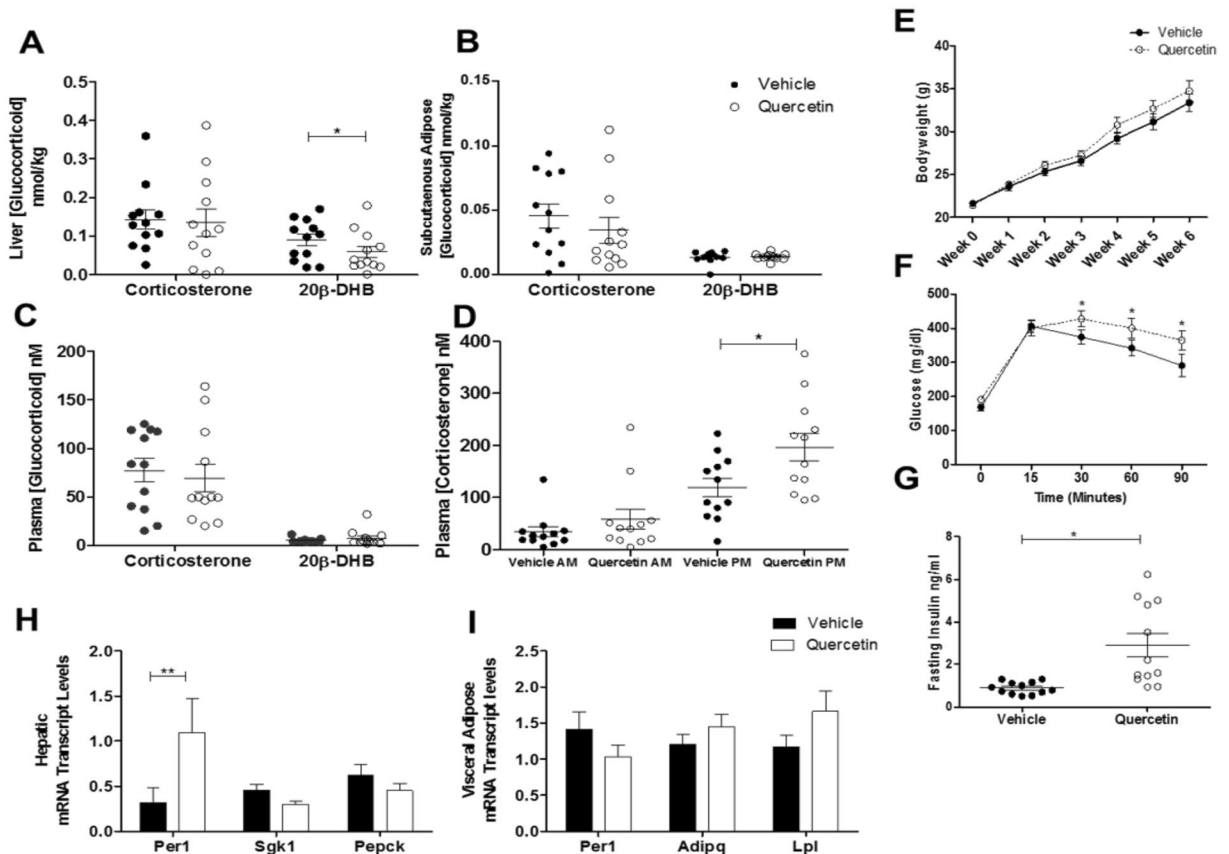 A
Liver [Glucocorticoid]
nmol/kg
0.5
0.4
0.3
0.2
0.1
0.0
*
Corticosterone
20β-DHB
B
Subcutaenous Adipose
[Glucocorticoid] nmol/kg
0.15
0.10
0.05
0.00
Vehicle
Quercetin
Corticosterone
20β-DHB
C
Plasma [Glucocorticoid] nM
200
150
100
50
0
Corticosterone
20β-DHB
D
Plasma [Corticosterone] nM
400
300
200
100
0
*
Vehicle AM
Quercetin AM
Vehicle PM
Quercetin PM
E
Vehicle
Quercetin
Bodyweight (g)
40
35
30
25
20
Week 0
Week 1
Week 2
Week 3
Week 4
Week 5
Week 6
F
Glucose (mg/dl)
500
400
300
200
100
0
* * *
0
15
30
60
90
Time (Minutes)
G
Fasting Insulin ng/ml
8
6
4
2
0
*
Vehicle
Quercetin
H
Hepatic
mRNA Transcript Levels
2.0
1.5
1.0
0.5
0.0
**
Per1
Sgk1
Pepck
I
Visceral Adipose
mRNA Transcript levels
2.5
2.0
1.5
1.0
0.5
0.0
Vehicle
Quercetin
Per1
Adipq
Lpl